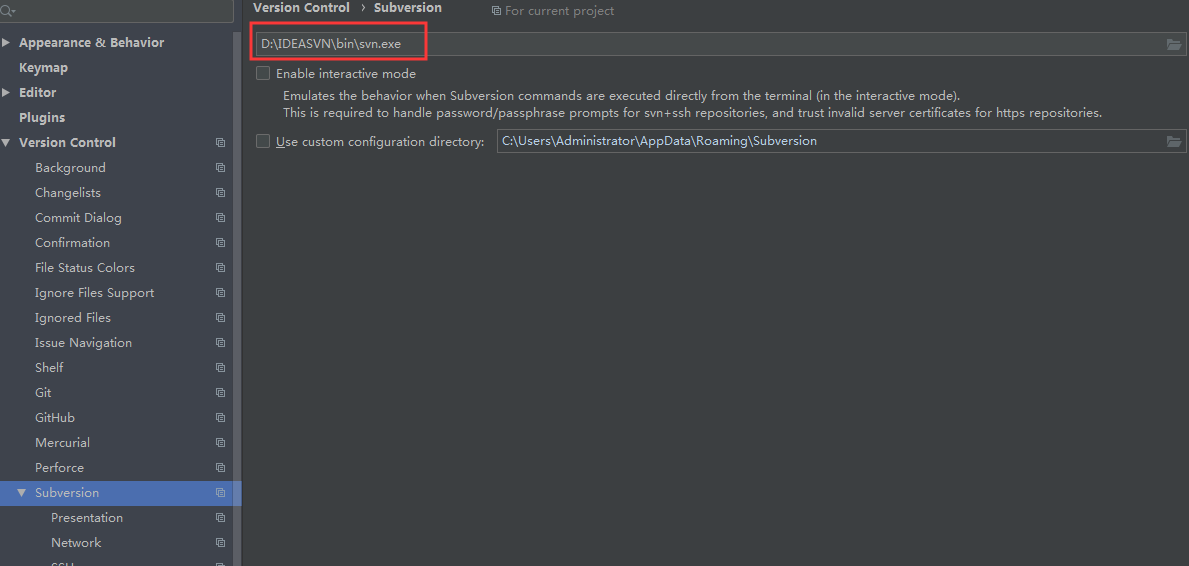 Version Control › Subversion
For current project
Appearance & Behavior
Keymap
Editor
Plugins
Version Control
Background
Changelists
Commit Dialog
Confirmation
File Status Colors
Ignore Files Support
Ignored Files
Issue Navigation
Shelf
Git
GitHub
Mercurial
Perforce
Subversion
Presentation
Network
D:\IDEASVN\bin\svn.exe
Enable interactive mode
Emulates the behavior when Subversion commands are executed directly from the terminal (in the interactive mode).
This is required to handle password/passphrase prompts for svn+ssh repositories, and trust invalid server certificates for https repositories.
Use custom configuration directory:
C:\Users\Administrator\AppData\Roaming\Subversion